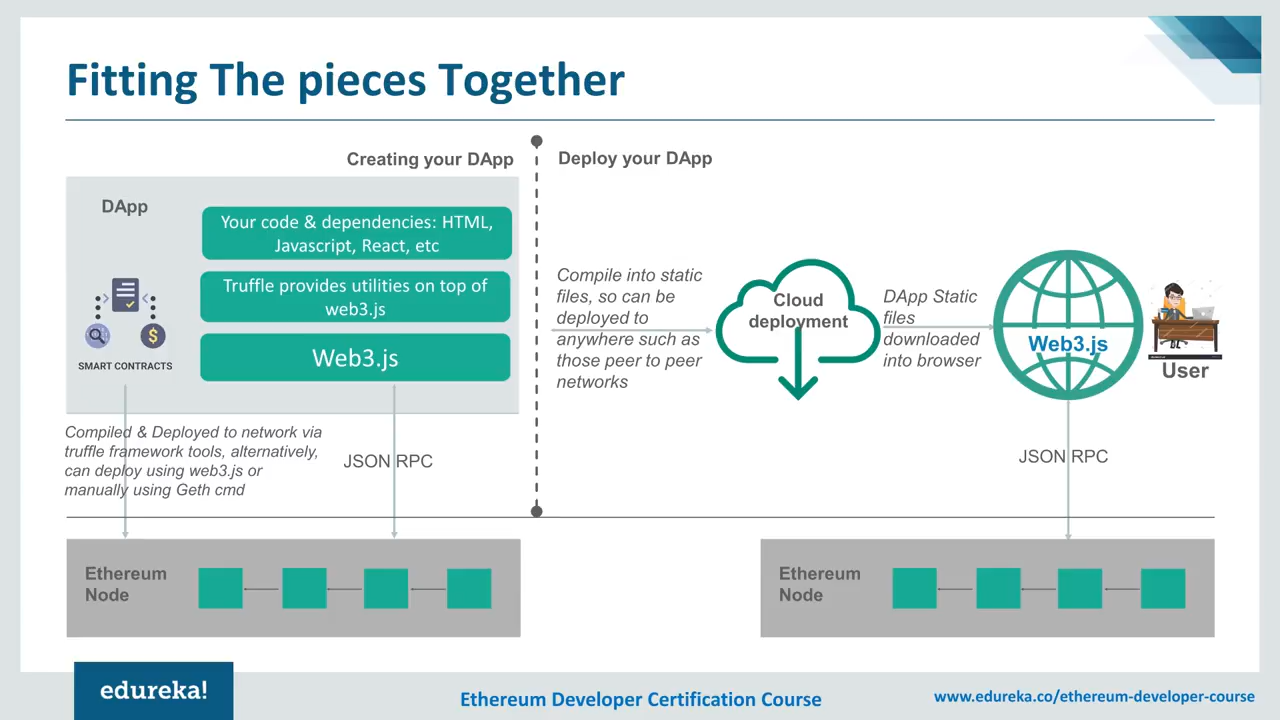 Fitting The pieces Together
Creating your DApp
Deploy your DApp
DApp
Your code & dependencies: HTML,
Javascript, React, etc
Truffle provides utilities on top of
web3.js
Web3.js
SMART CONTRACTS
Compiled & Deployed to network via
truffle framework tools, alternatively,
can deploy using web3.js or
manually using Geth cmd
JSON RPC
Compile into static
files, so can be
deployed to
anywhere such as
those peer to peer
networks
Cloud
deployment
DApp Static
files
downloaded
into browser
Web3.js
User
JSON RPC
Ethereum
Node
Ethereum
Node
edureka!
Ethereum Developer Certification Course
www.edureka.co/ethereum-developer-course